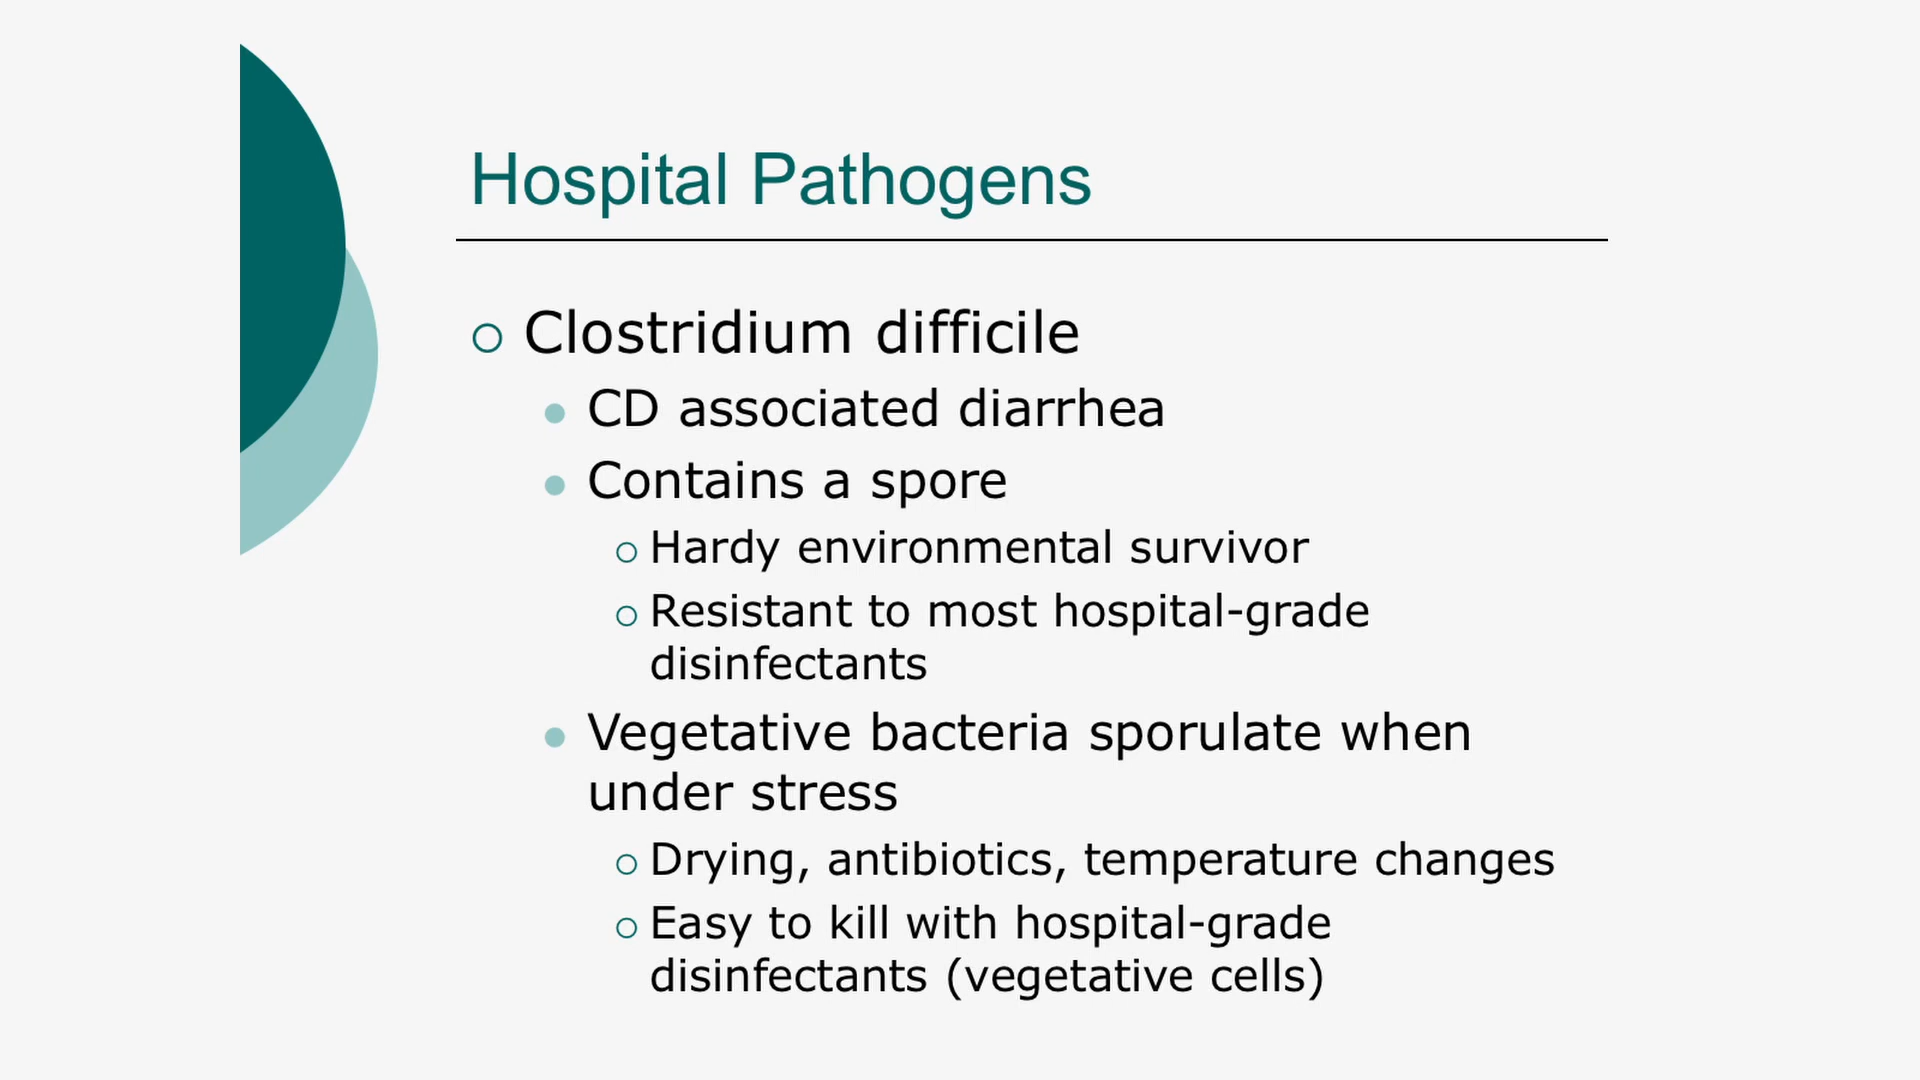 Hospital Pathogens
Clostridium difficile
CD associated diarrhea
Contains a spore
Hardy environmental survivor
Resistant to most hospital-grade
disinfectants
Vegetative bacteria sporulate when
under stress
Drying, antibiotics, temperature changes
Easy to kill with hospital-grade
disinfectants (vegetative cells)